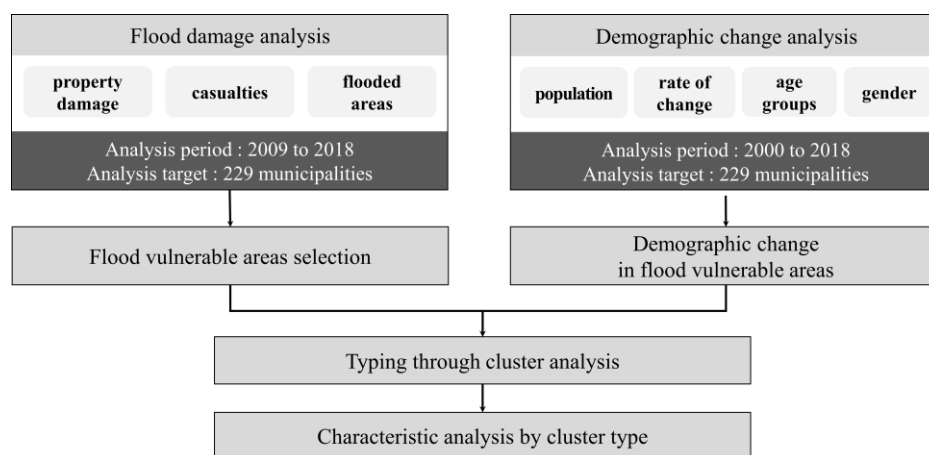 Flood damage analysis
property
damage
casualties
flooded
areas
Analysis period : 2009 to 2018
Analysis target : 229 municipalities
Flood vulnerable areas selection
Demographic change analysis
population
rate of
change
age
groups
gender
Analysis period : 2000 to 2018
Analysis target : 229 municipalities
Demographic change
in flood vulnerable areas
Typing through cluster analysis
Characteristic analysis by cluster type